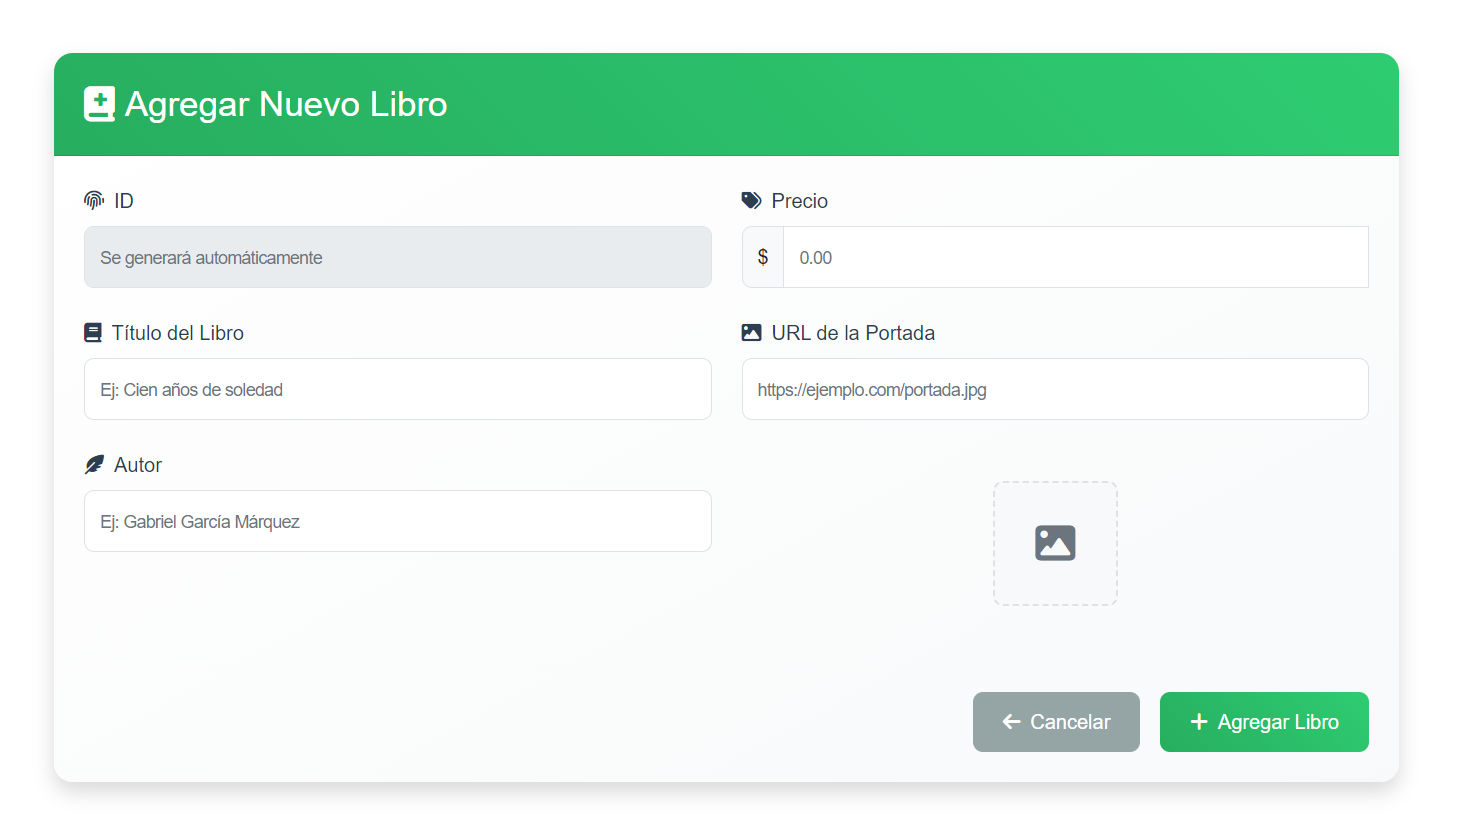 Agregar Nuevo Libro
ID
Se generará automáticamente
Precio
$ 0.00
Título del Libro
Ej: Cien años de soledad
URL de la Portada
https://ejemplo.com/portada.jpg
Autor
Ej: Gabriel García Márquez
Cancelar
Agregar Libro